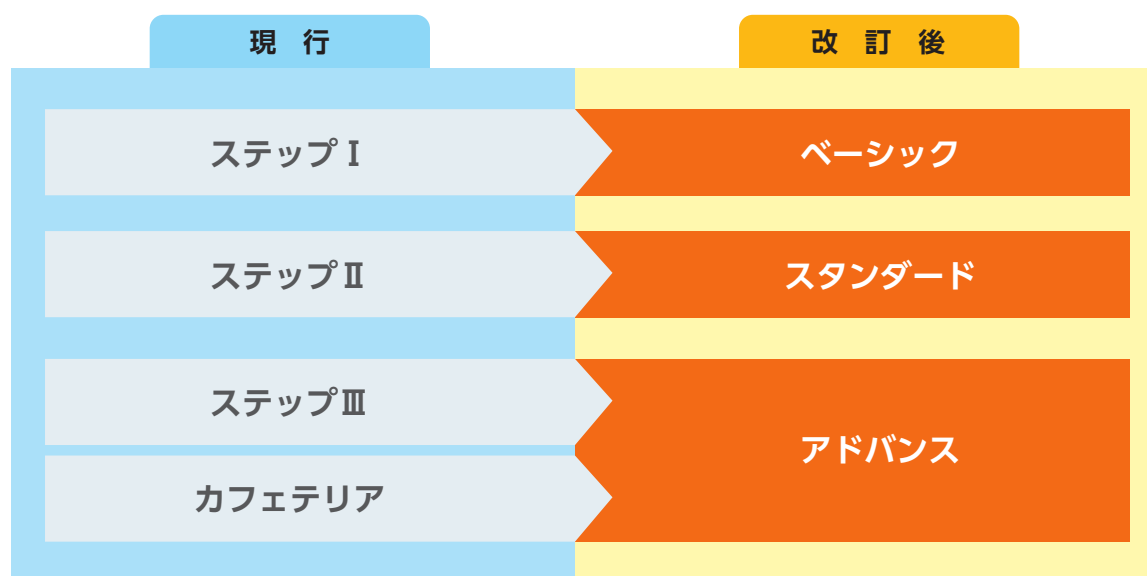 現 行
改 訂 後
ステップⅠ
ベーシック
ステップⅡ
スタンダード
ステップⅢ
カフェテリア
アドバンス